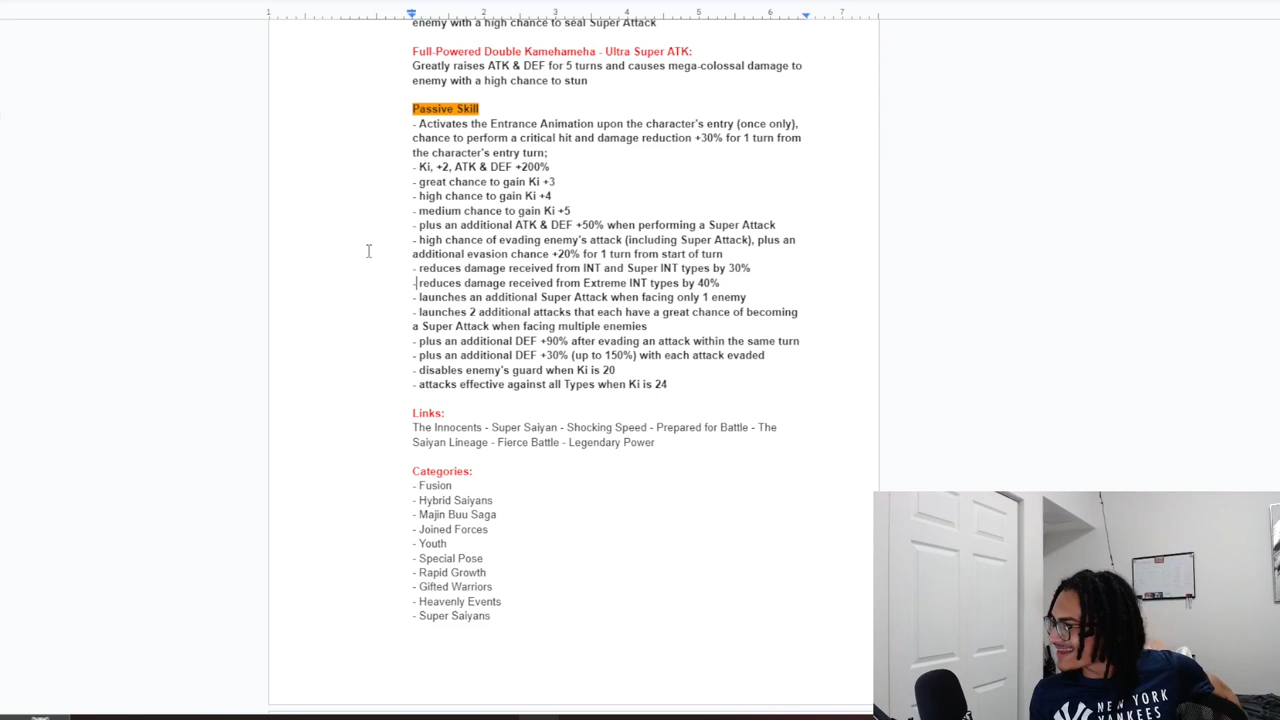 1 2 3 4 5 6 7
enemy with a high chance to seal Super Attack
Full-Powered Double Kamehameha - Ultra Super ATK:
Greatly raises ATK & DEF for 5 turns and causes mega-colossal damage to
enemy with a high chance to stun
Passive Skill
- Activates the Entrance Animation upon the character's entry (once only),
chance to perform a critical hit and damage reduction +30% for 1 turn from
the character's entry turn;
- Ki, +2, ATK & DEF +200%
- great chance to gain Ki +3
- high chance to gain Ki +4
- medium chance to gain Ki +5
- plus an additional ATK & DEF +50% when performing a Super Attack
- high chance of evading enemy's attack (including Super Attack), plus an
additional evasion chance +20% for 1 turn from start of turn
- reduces damage received from INT and Super INT types by 30%
- reduces damage received from Extreme INT types by 40%
- launches an additional Super Attack when facing only 1 enemy
- launches 2 additional attacks that each have a great chance of becoming
a Super Attack when facing multiple enemies
- plus an additional DEF +90% after evading an attack within the same turn
- plus an additional DEF +30% (up to 150%) with each attack evaded
- disables enemy's guard when Ki is 20
- attacks effective against all Types when Ki is 24
Links:
The Innocents - Super Saiyan - Shocking Speed - Prepared for Battle - The
Saiyan Lineage - Fierce Battle - Legendary Power
Categories:
- Fusion
- Hybrid Saiyans
- Majin Buu Saga
- Joined Forces
- Youth
- Special Pose
- Rapid Growth
- Gifted Warriors
- Heavenly Events
- Super Saiyans
NEW YORK
YANKEES